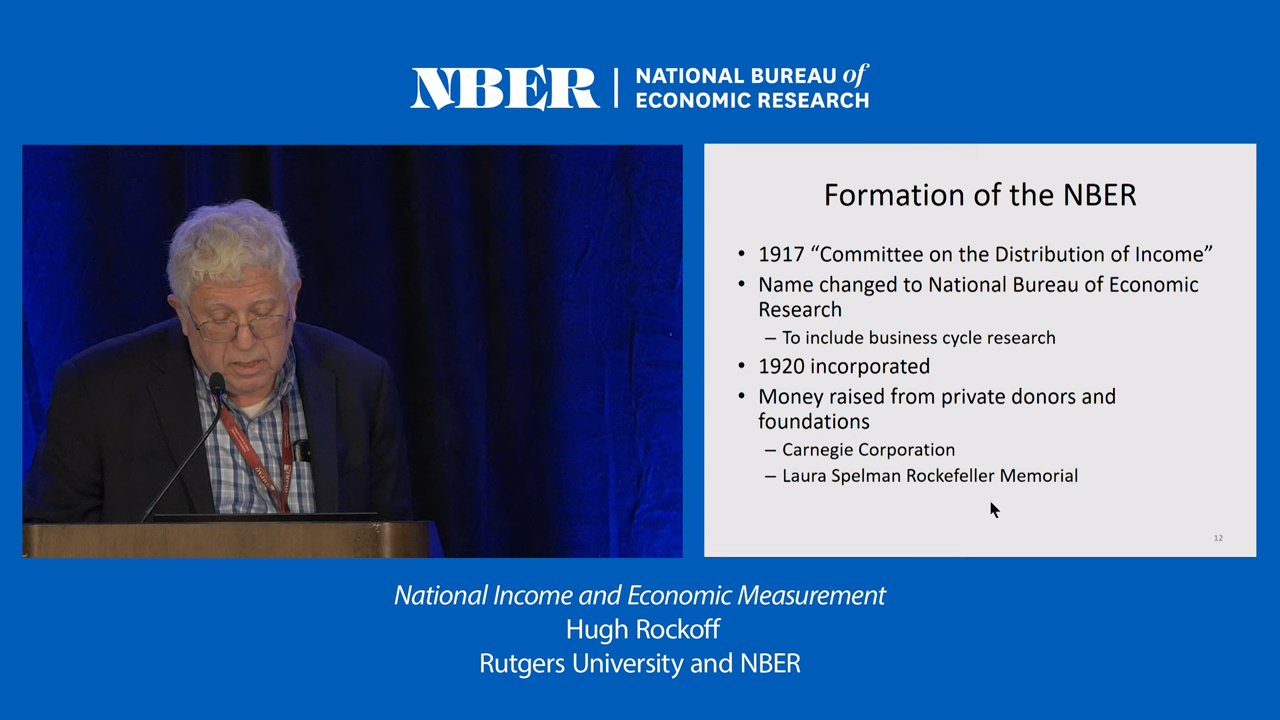 NBER | NATIONAL BUREAU of
ECONOMIC RESEARCH
Formation of the NBER
• 1917 “Committee on the Distribution of Income”
• Name changed to National Bureau of Economic
Research
– To include business cycle research
• 1920 incorporated
• Money raised from private donors and
foundations
– Carnegie Corporation
– Laura Spelman Rockefeller Memorial
12
National Income and Economic Measurement
Hugh Rockoff
Rutgers University and NBER